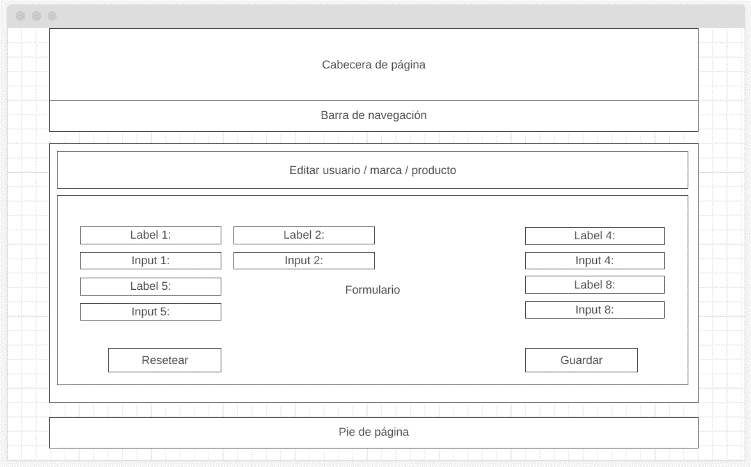 Cabecera de página
Barra de navegación
Editar usuario / marca / producto
Label 1:
Label 2:
Label 4:
Input 1:
Input 2:
Input 4:
Label 5:
Label 8:
Formulario
Input 5:
Input 8:
Resetear
Guardar
Pie de página